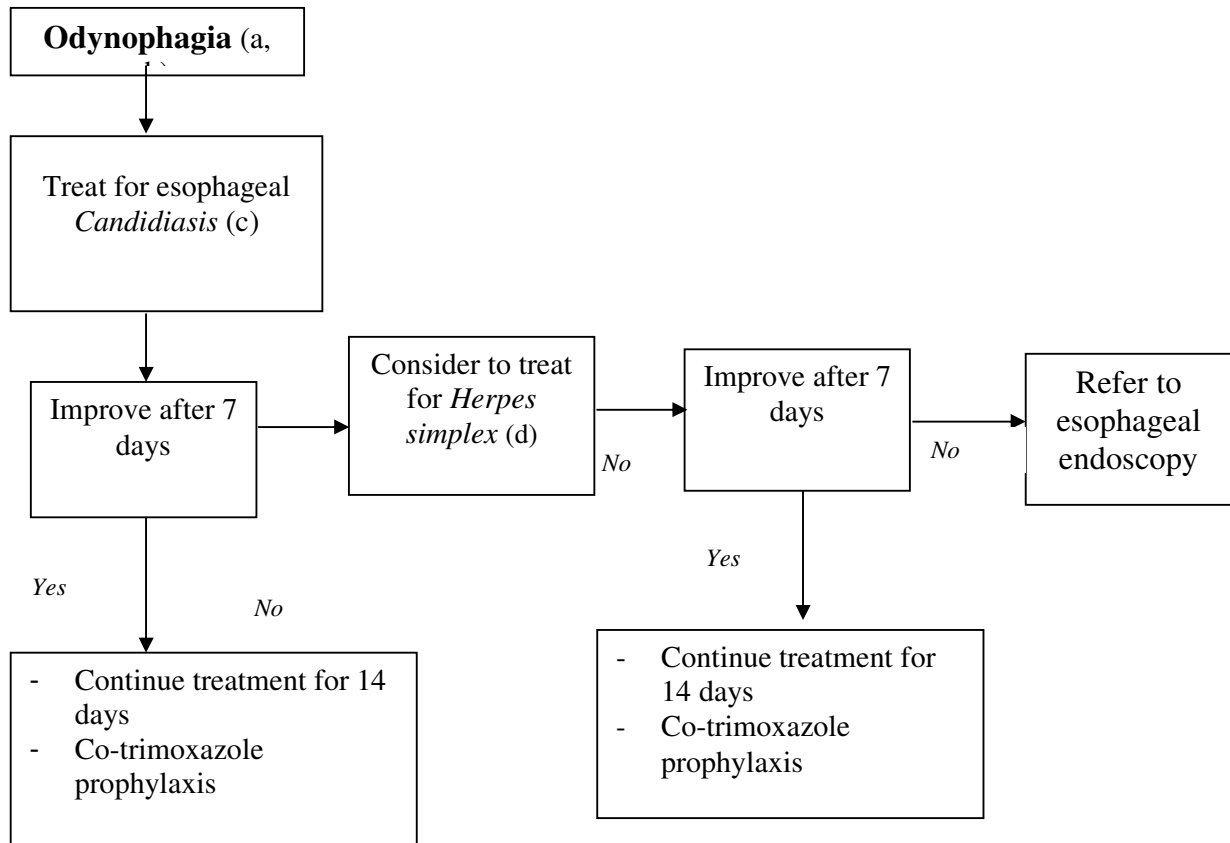 Odynophagia (a,
Treat for esophageal
Candidiasis (c)
Improve after 7
days
Consider to treat
for Herpes
simplex (d)
No
Improve after 7
days
No
Refer to
esophageal
endoscopy
Yes
No
Yes
- Continue treatment for 14
days
- Co-trimoxazole
prophylaxis
- Continue treatment for
14 days
- Co-trimoxazole
prophylaxis